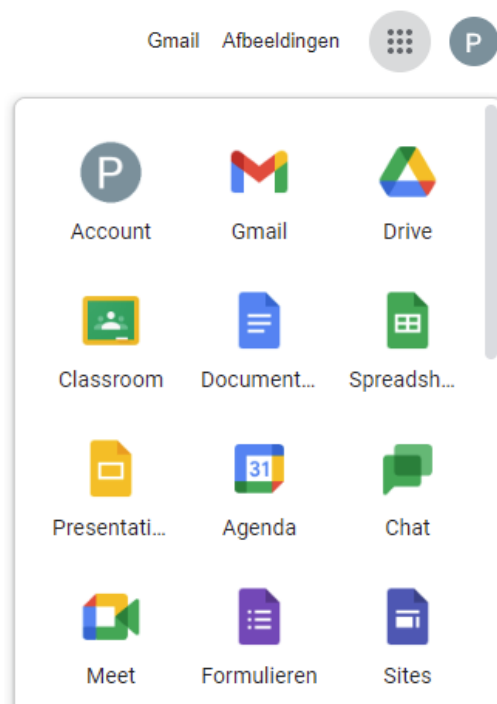 Gmail Afbeeldingen P
P
Account Gmail Drive
31
Classroom Document... Spreadsh...
Presentati... Agenda Chat
Meet Formulieren Sites